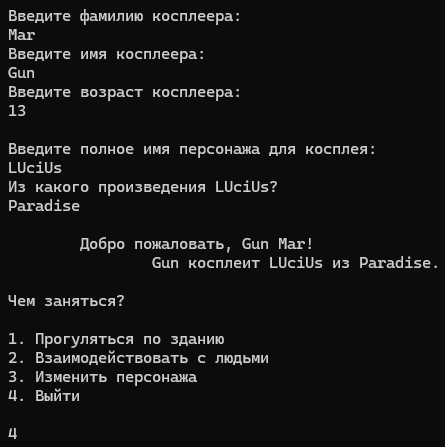 Введите фамилию косплеера:
Mar
Введите имя косплеера:
Gun
Введите возраст косплеера:
13
Введите полное имя персонажа для косплея:
LUciUs
Из какого произведения LUciUs?
Paradise
Добро пожаловать, Gun Mar!
Gun косплеит LUciUs из Paradise.
Чем заняться?
1. Прогуляться по зданию
2. Взаимодействовать с людьми
3. Изменить персонажа
4. Выйти
4